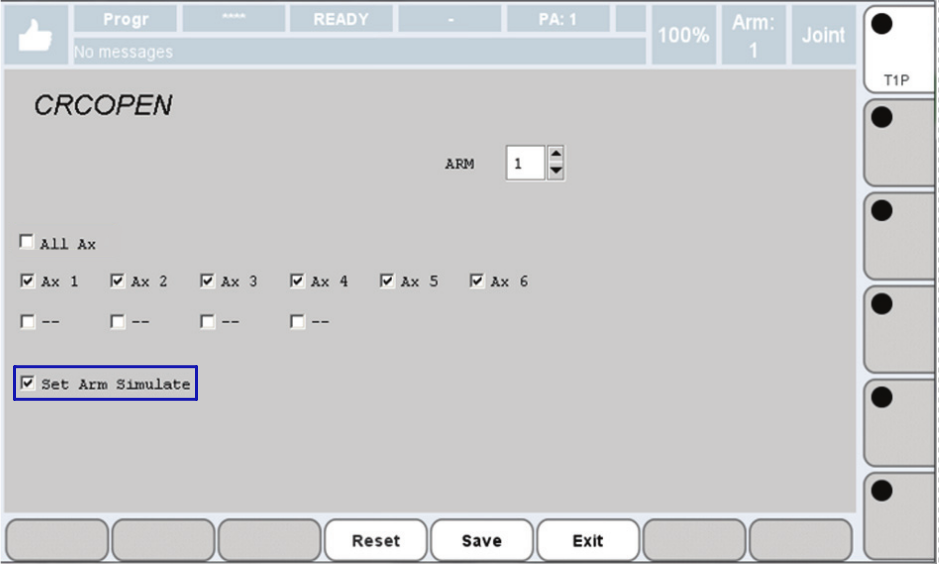 Progr **** READY - PA: 1
No messages
100%
Arm: 1
Joint
T1P
CRCOPEN
ARM 1
All Ax
Ax 1 Ax 2 Ax 3 Ax 4 Ax 5 Ax 6
-- -- -- --
Set Arm Simulate
Reset Save Exit